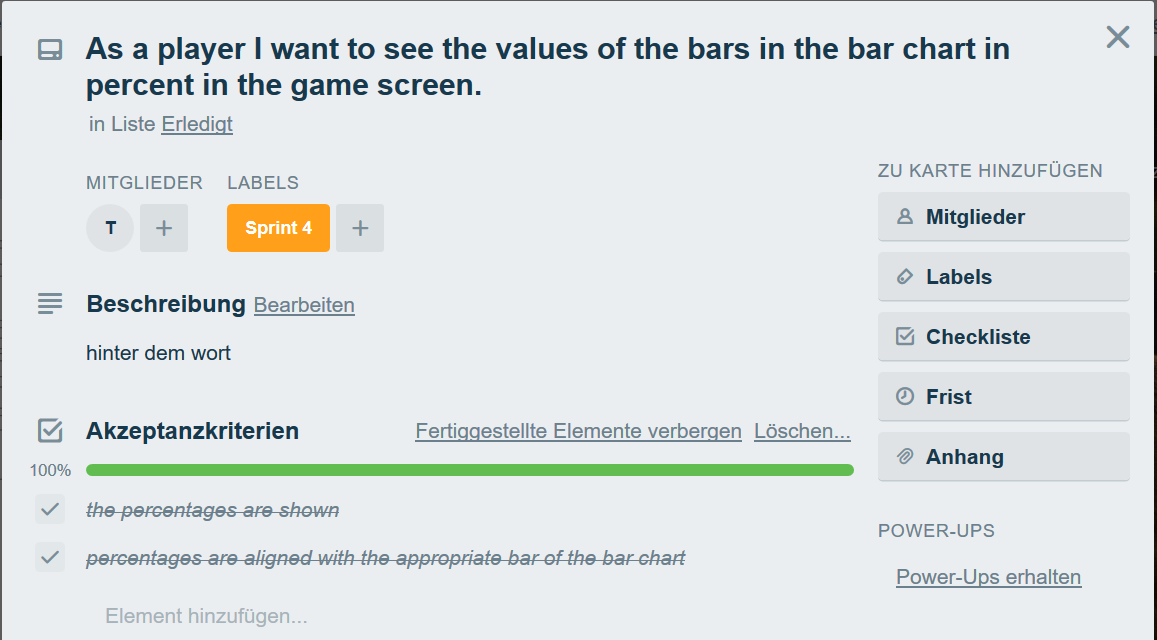 As a player I want to see the values of the bars in the bar chart in
percent in the game screen.
in Liste Erledigt
MITGLIEDER LABELS
T + Sprint 4 +
Beschreibung Bearbeiten
hinter dem wort
Akzeptanzkriterien Fertiggestellte Elemente verbergen Löschen...
100%
the percentages are shown
percentages are aligned with the appropriate bar of the bar chart
Element hinzufügen...
ZU KARTE HINZUFÜGEN
Mitglieder
Labels
Checkliste
Frist
Anhang
POWER-UPS
Power-Ups erhalten